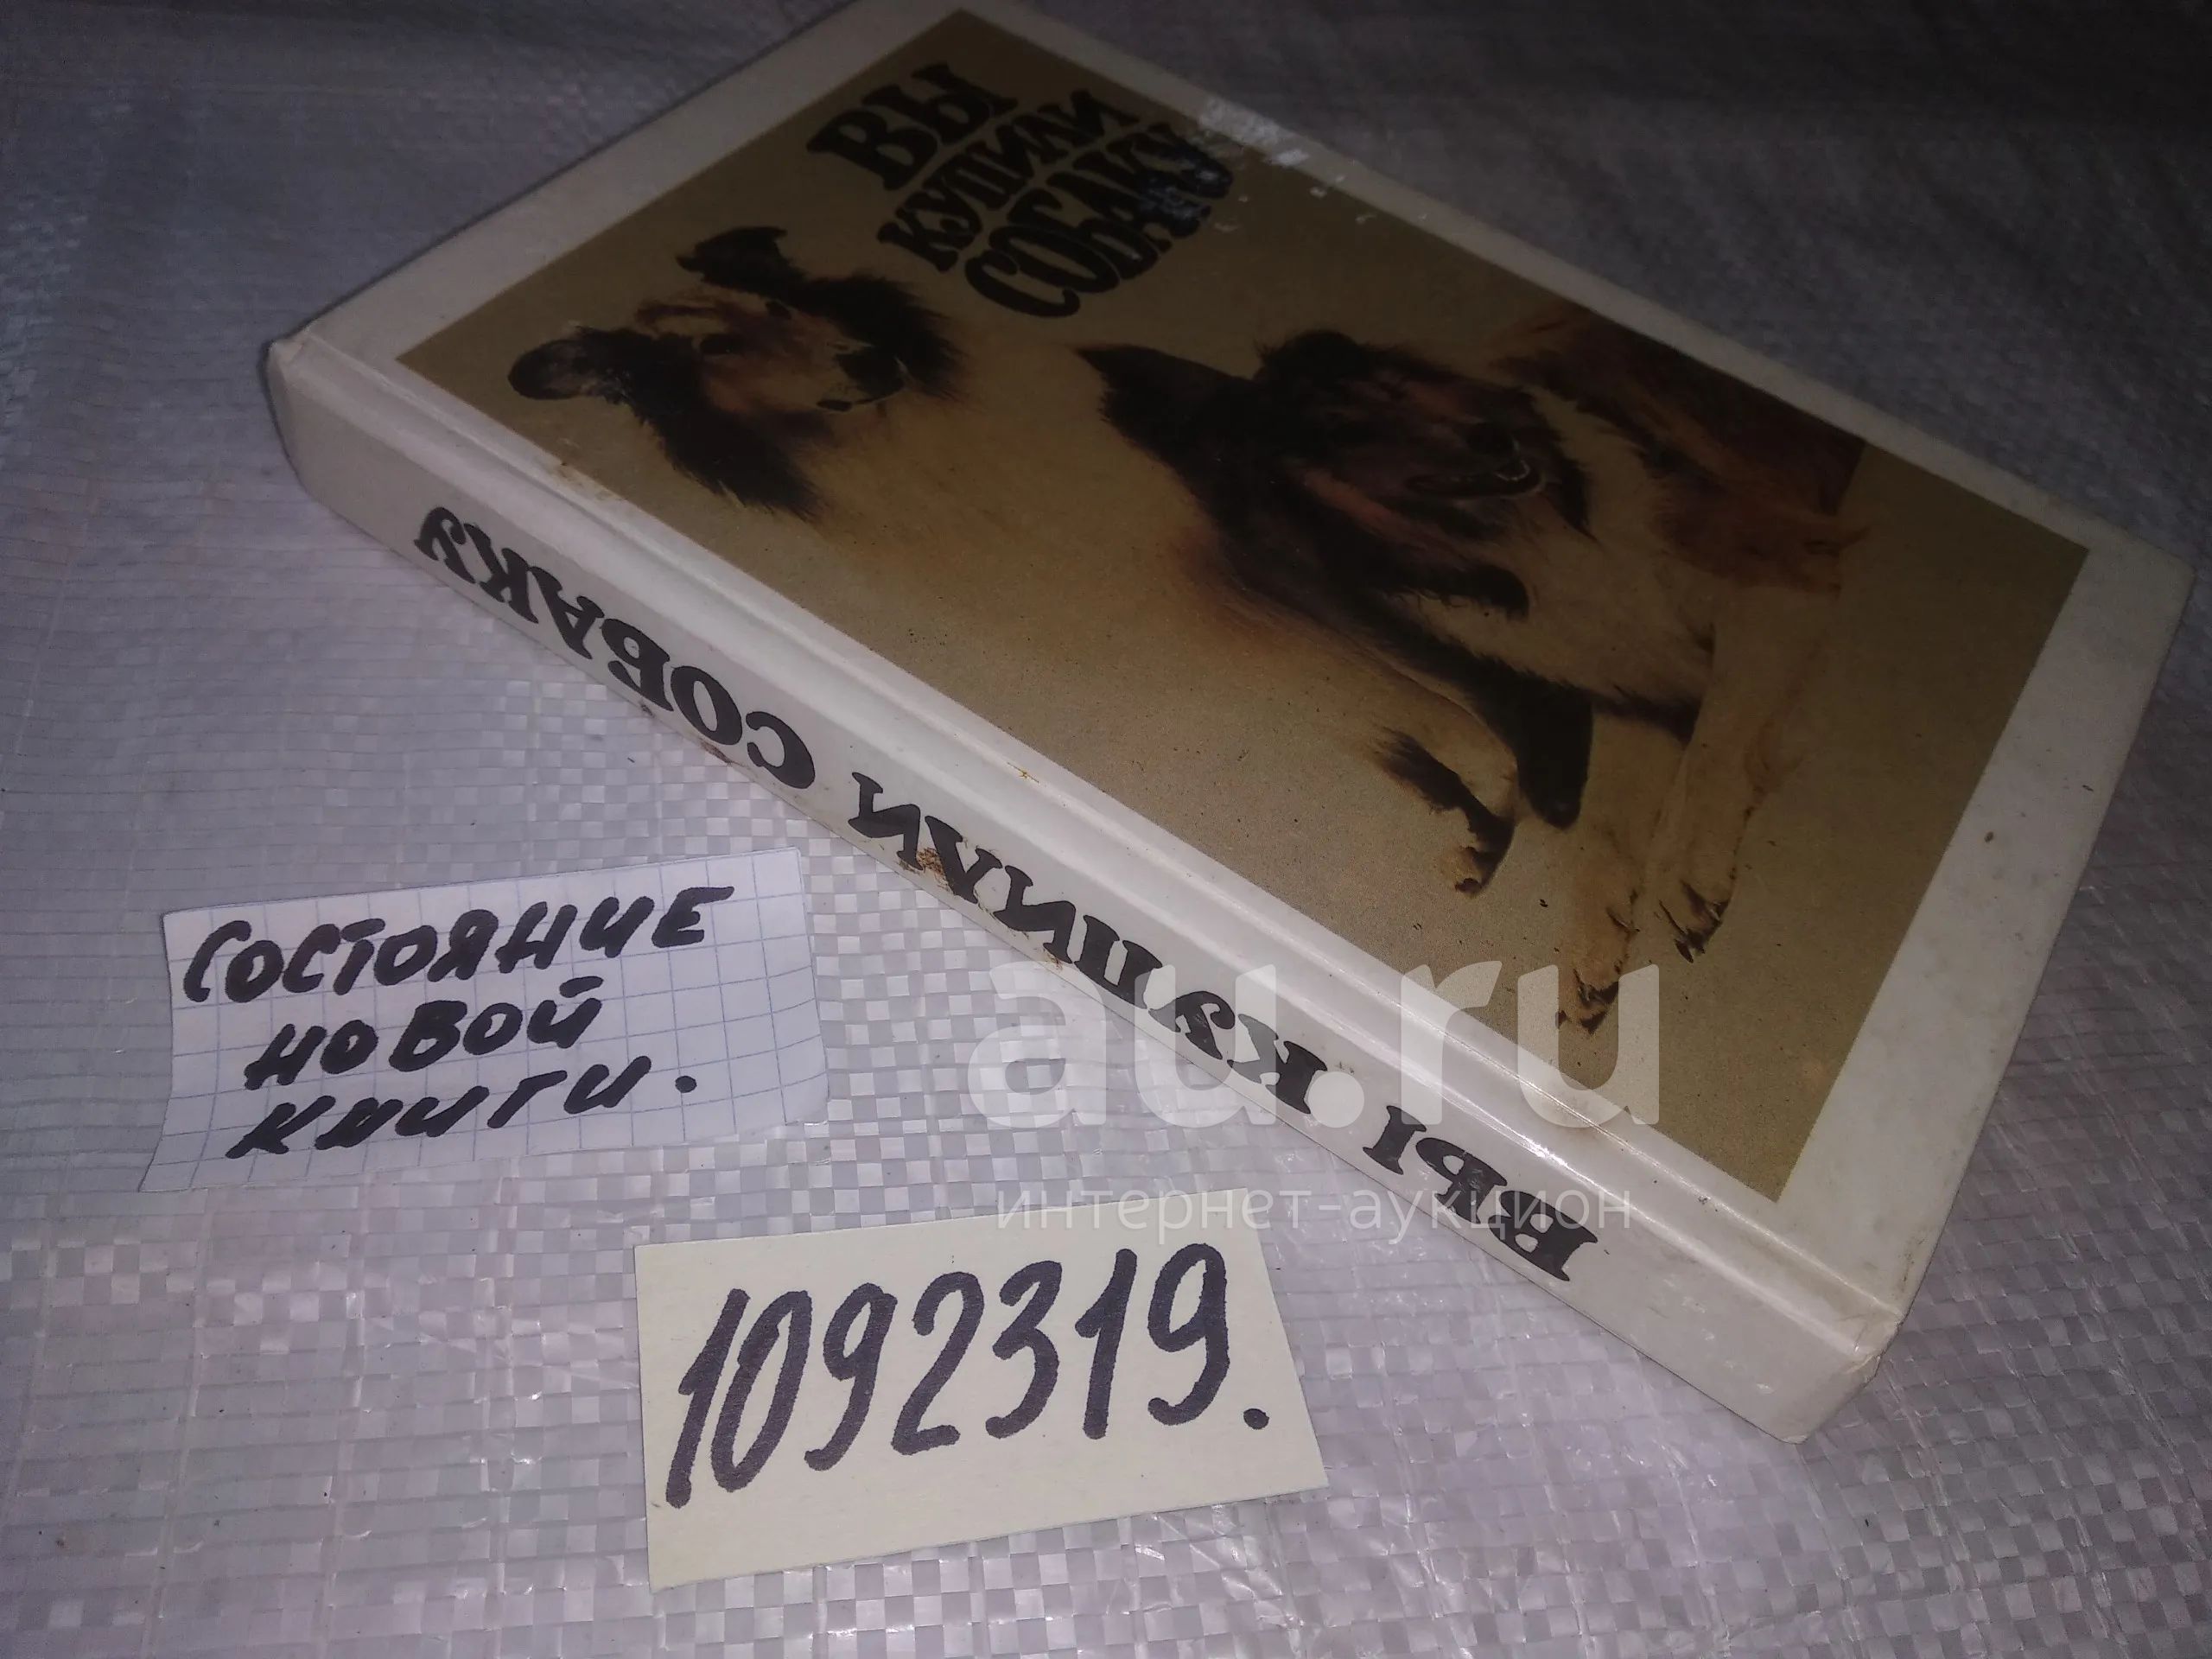 ВЫ
КУПИЛИ
СОБАКУ
ВЫ КУПИЛИ СОБАКУ
СОСТОЯНИЕ
НОВОЙ
КНИГИ.
au.ru
интернет-аукцион
1092319.